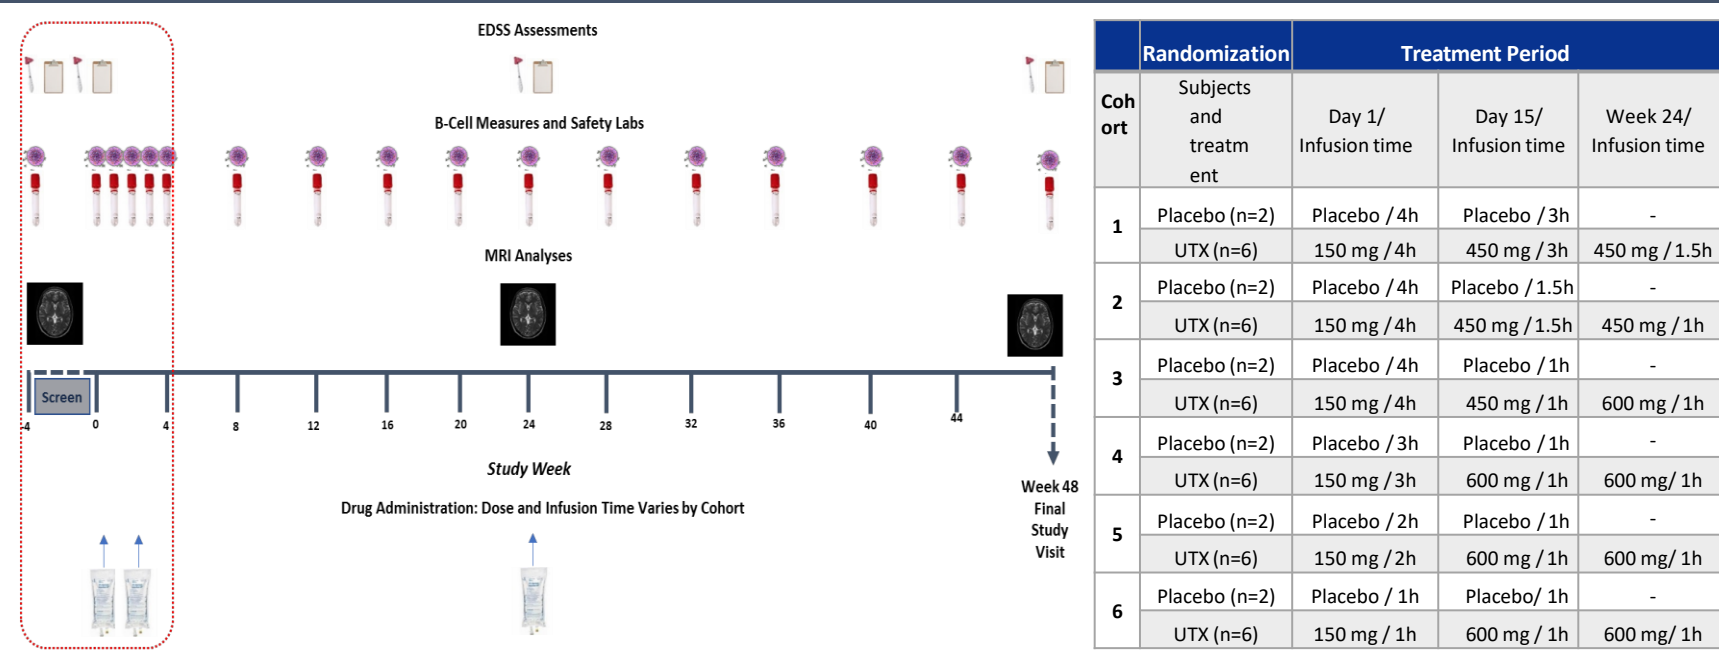 EDSS Assessments
B-Cell Measures and Safety Labs
MRI Analyses
Screen
-4 0 4 8 12 16 20 24 28 32 36 40 44
Study Week
Drug Administration: Dose and Infusion Time Varies by Cohort
Week 48
Final
Study
Visit
Randomization Treatment Period
Coh
ort
Subjects
and
treatm
ent
Day 1/
Infusion time
Day 15/
Infusion time
Week 24/
Infusion time
1
Placebo (n=2) Placebo / 4h Placebo / 3h -
UTX (n=6) 150 mg / 4h 450 mg / 3h 450 mg / 1.5h
2
Placebo (n=2) Placebo / 4h Placebo / 1.5h -
UTX (n=6) 150 mg / 4h 450 mg / 1.5h 450 mg / 1h
3
Placebo (n=2) Placebo / 4h Placebo / 1h -
UTX (n=6) 150 mg / 4h 450 mg / 1h 600 mg / 1h
4
Placebo (n=2) Placebo / 3h Placebo / 1h -
UTX (n=6) 150 mg / 3h 600 mg / 1h 600 mg/ 1h
5
Placebo (n=2) Placebo / 2h Placebo / 1h -
UTX (n=6) 150 mg / 2h 600 mg / 1h 600 mg/ 1h
6
Placebo (n=2) Placebo / 1h Placebo/ 1h -
UTX (n=6) 150 mg / 1h 600 mg / 1h 600 mg/ 1h